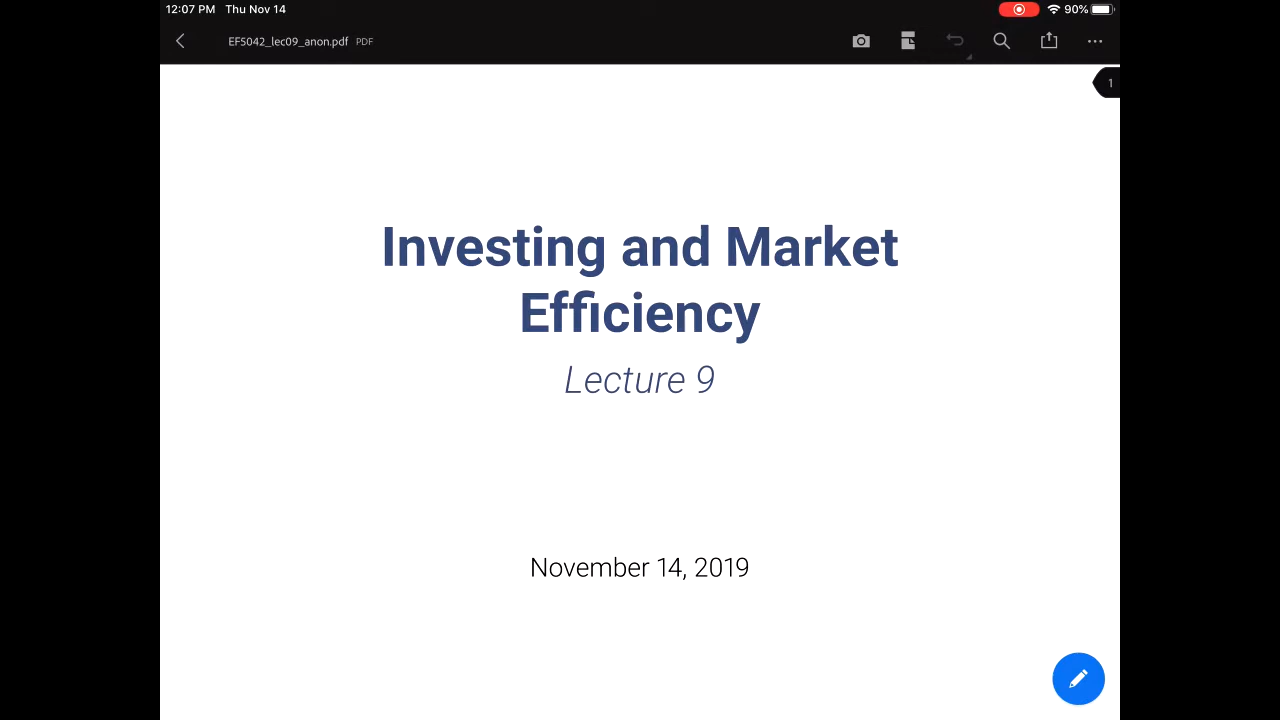 12:07 PM Thu Nov 14
90%
EF5042_lec09_anon.pdf PDF
1
Investing and Market
Efficiency
Lecture 9
November 14, 2019